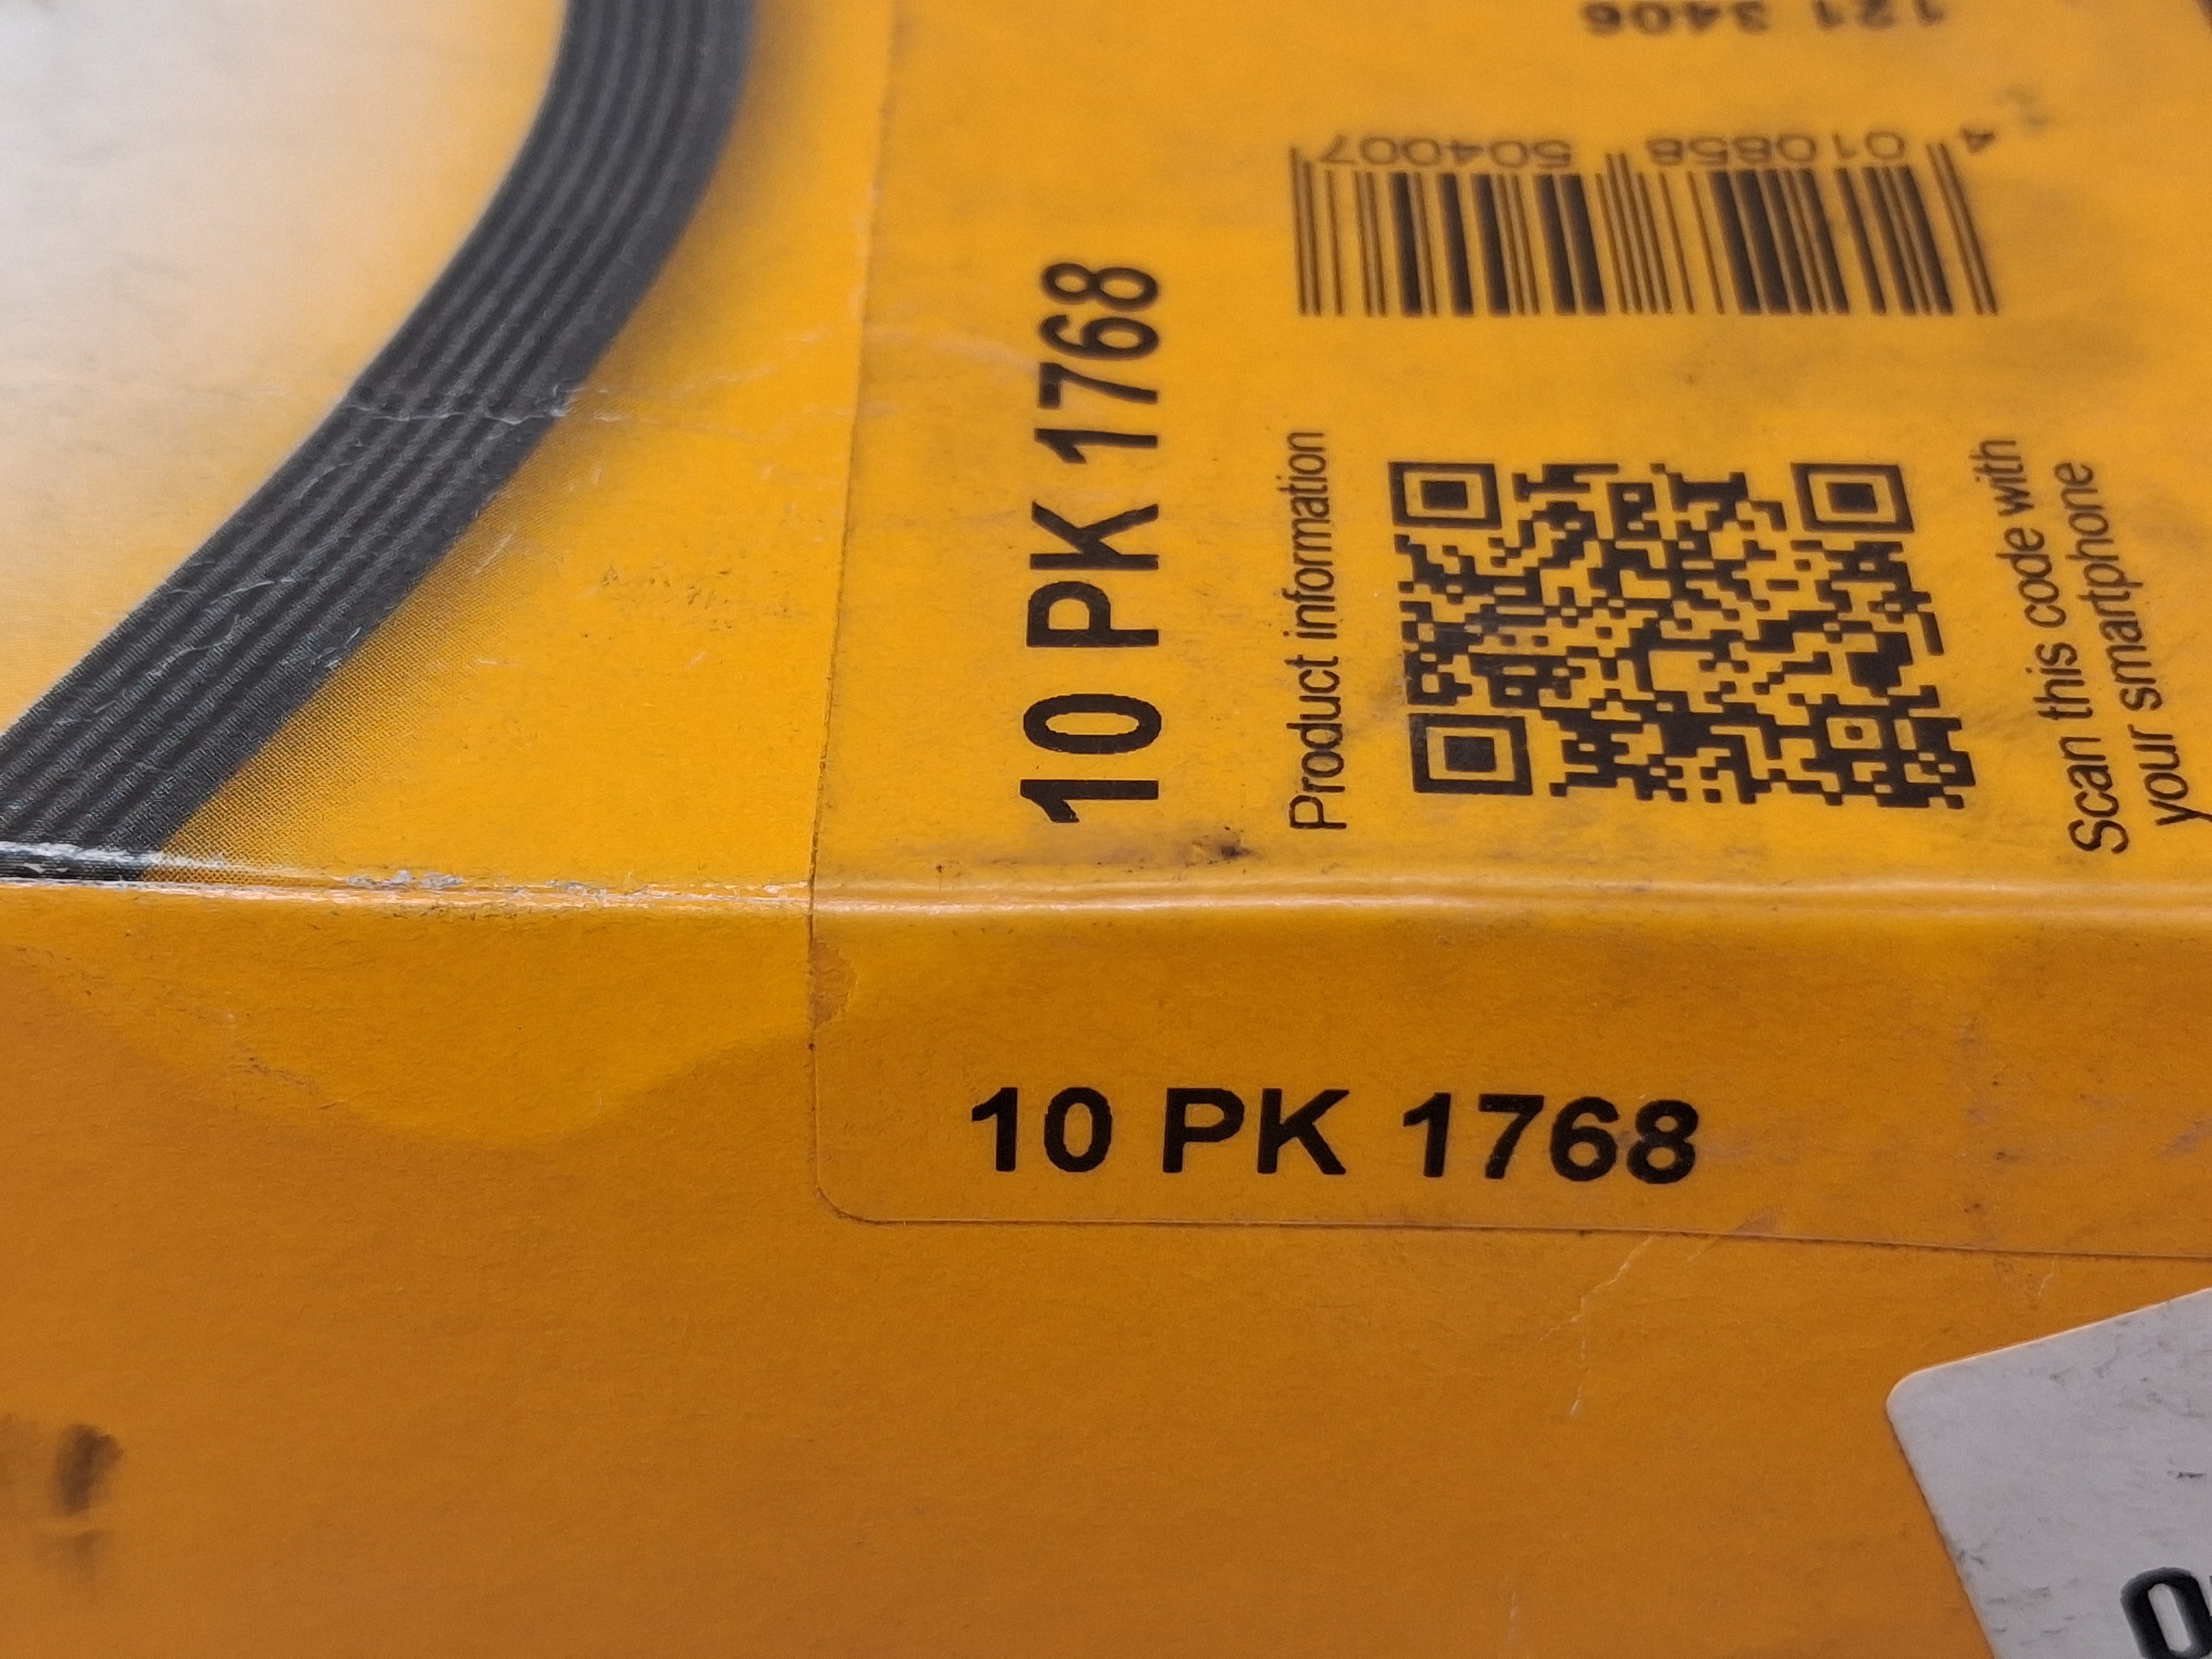 121 3406
4 010858 504007
10 PK 1768
Product information
Scan this code with
your smartphone
10 PK 1768